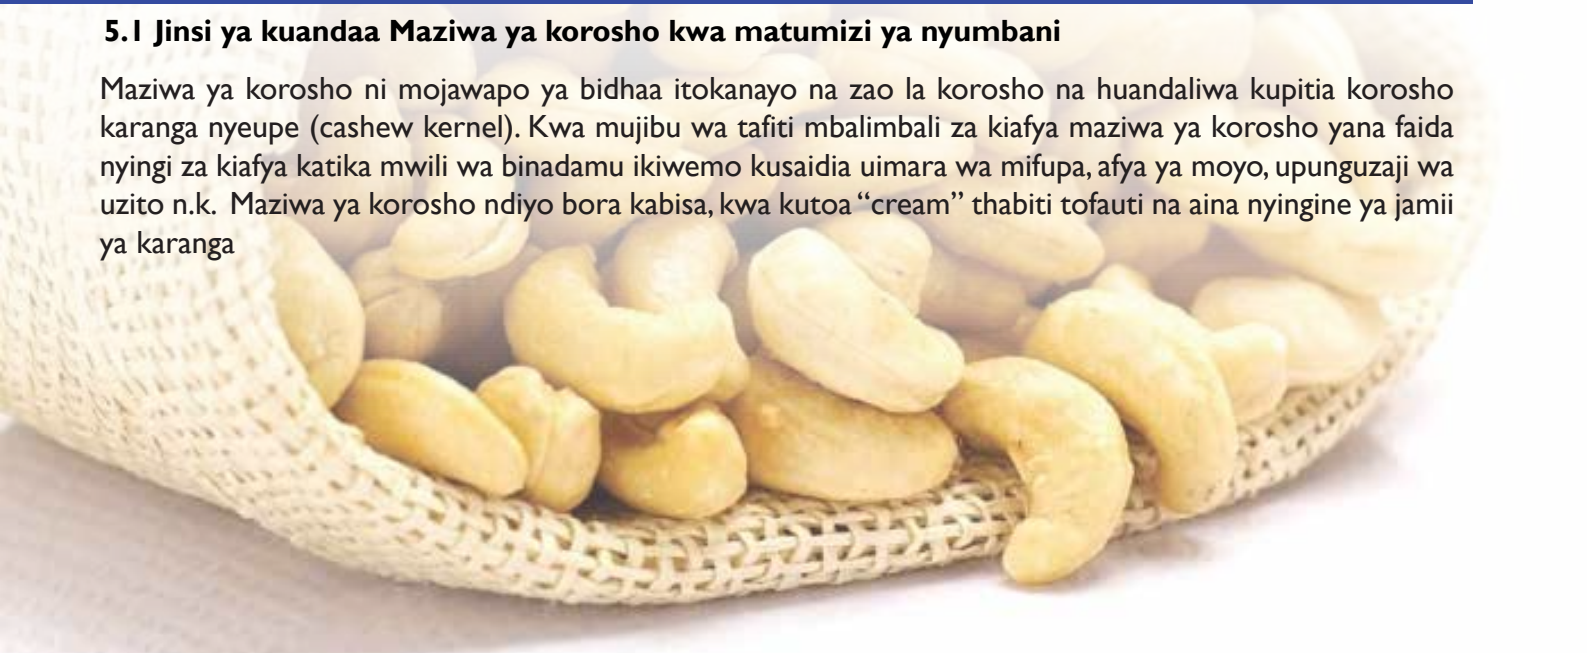 5.1 Jinsi ya kuandaa Maziwa ya korosho kwa matumizi ya nyumbani
Maziwa ya korosho ni mojawapo ya bidhaa itokanayo na zao la korosho na huandaliwa kupitia korosho
karanga nyeupe (cashew kernel). Kwa mujibu wa tafiti mbalimbali za kiafya maziwa ya korosho yana faida
nyingi za kiafya katika mwili wa binadamu ikiwemo kusaidia uimara wa mifupa, afya ya moyo, upunguzaji wa
uzito n.k. Maziwa ya korosho ndiyo bora kabisa, kwa kutoa “cream” thabiti tofauti na aina nyingine ya jamii
ya karanga